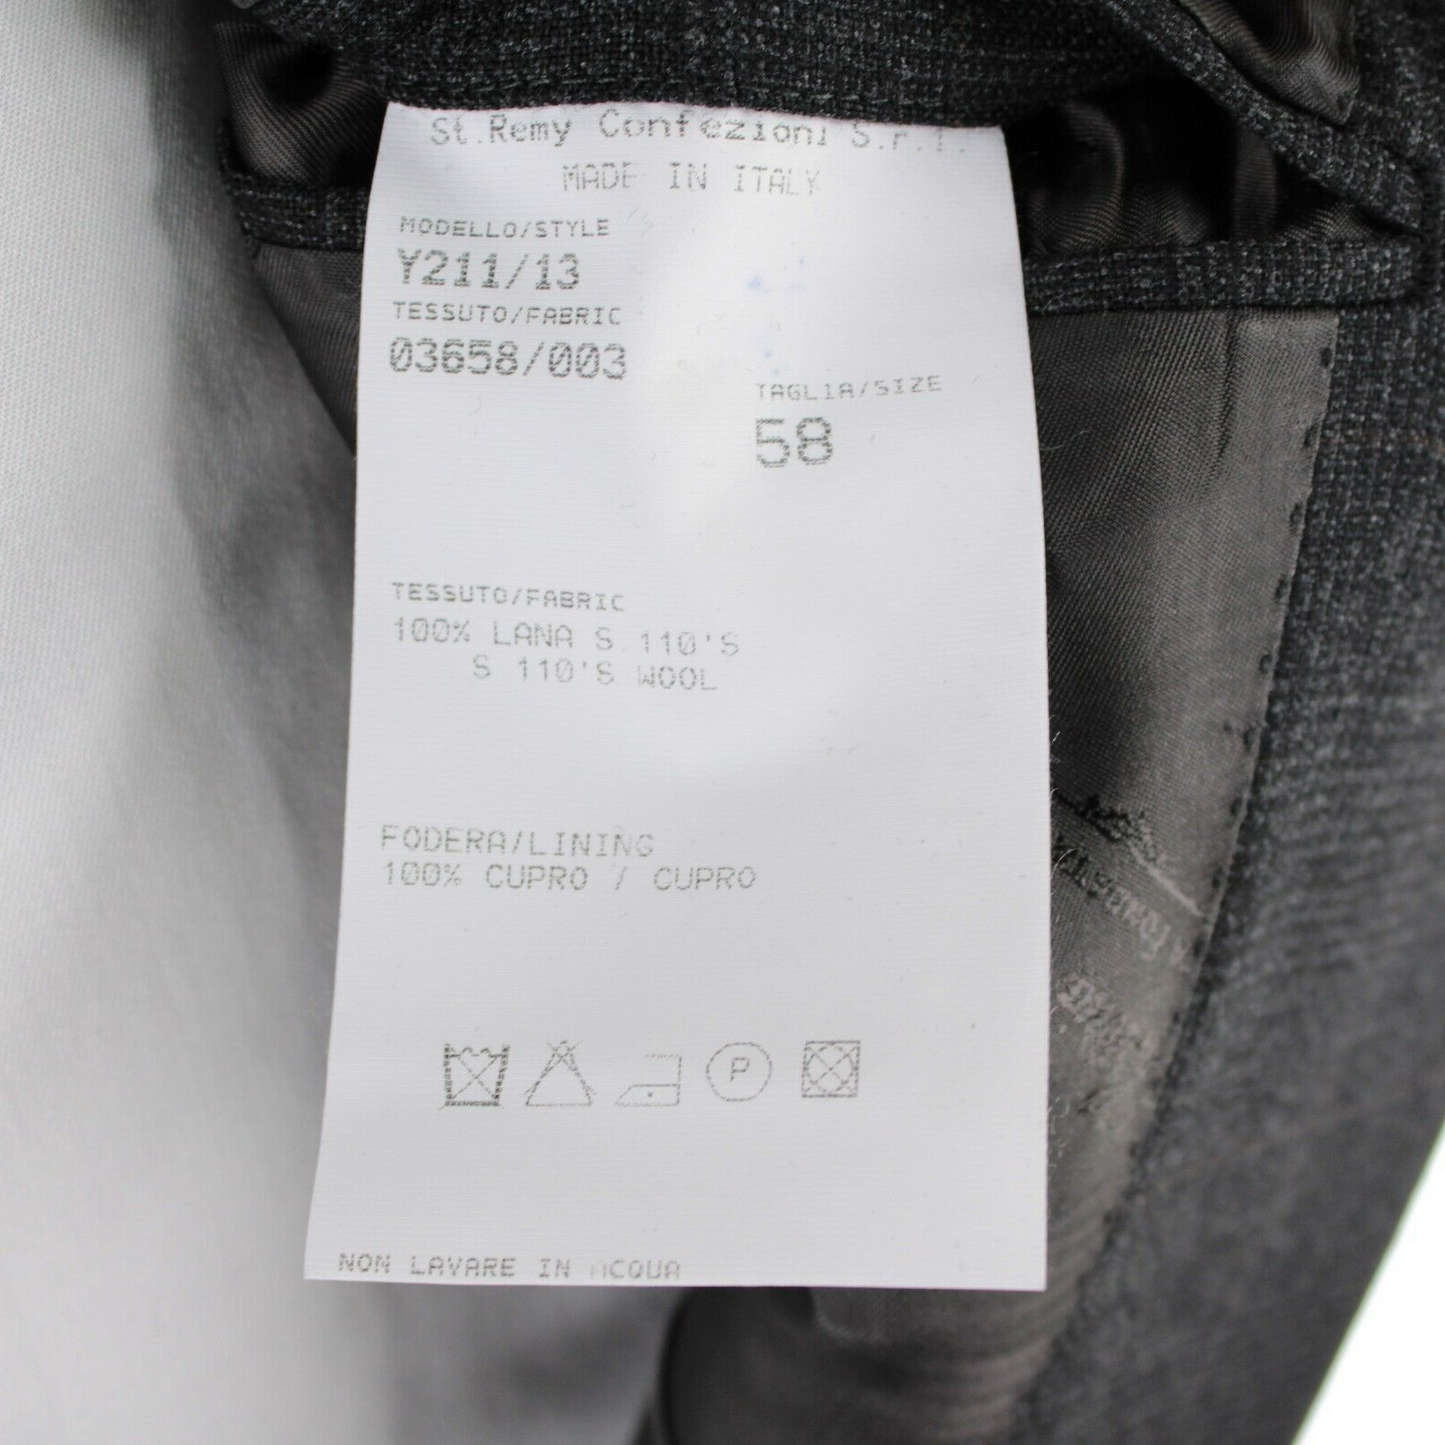 St.Remy Confezioni S.r.l.
MADE IN ITALY
MODELLO/STYLE
Y211/13
TESSUTO/FABRIC
03658/003
TAGLIA/SIZE
58
TESSUTO/FABRIC
100% LANA S 110'S
S 110'S WOOL
FODERA/LINING
100% CUPRO / CUPRO
P
NON LAVARE IN ACQUA